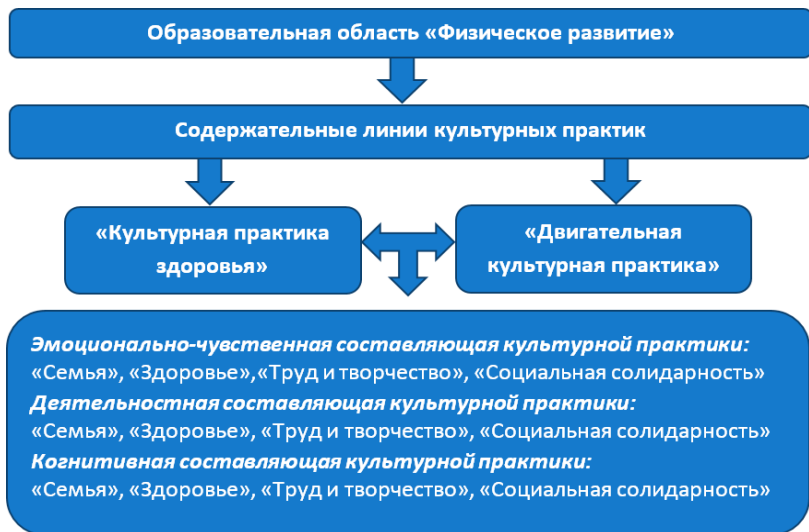 Образовательная область «Физическое развитие»
Содержательные линии культурных практик
«Культурная практика
здоровья»
«Двигательная
культурная практика»
Эмоционально-чувственная составляющая культурной практики:
«Семья», «Здоровье»,«Труд и творчество», «Социальная солидарность»
Деятельностная составляющая культурной практики:
«Семья», «Здоровье», «Труд и творчество», «Социальная солидарность»
Когнитивная составляющая культурной практики:
«Семья», «Здоровье», «Труд и творчество», «Социальная солидарность»